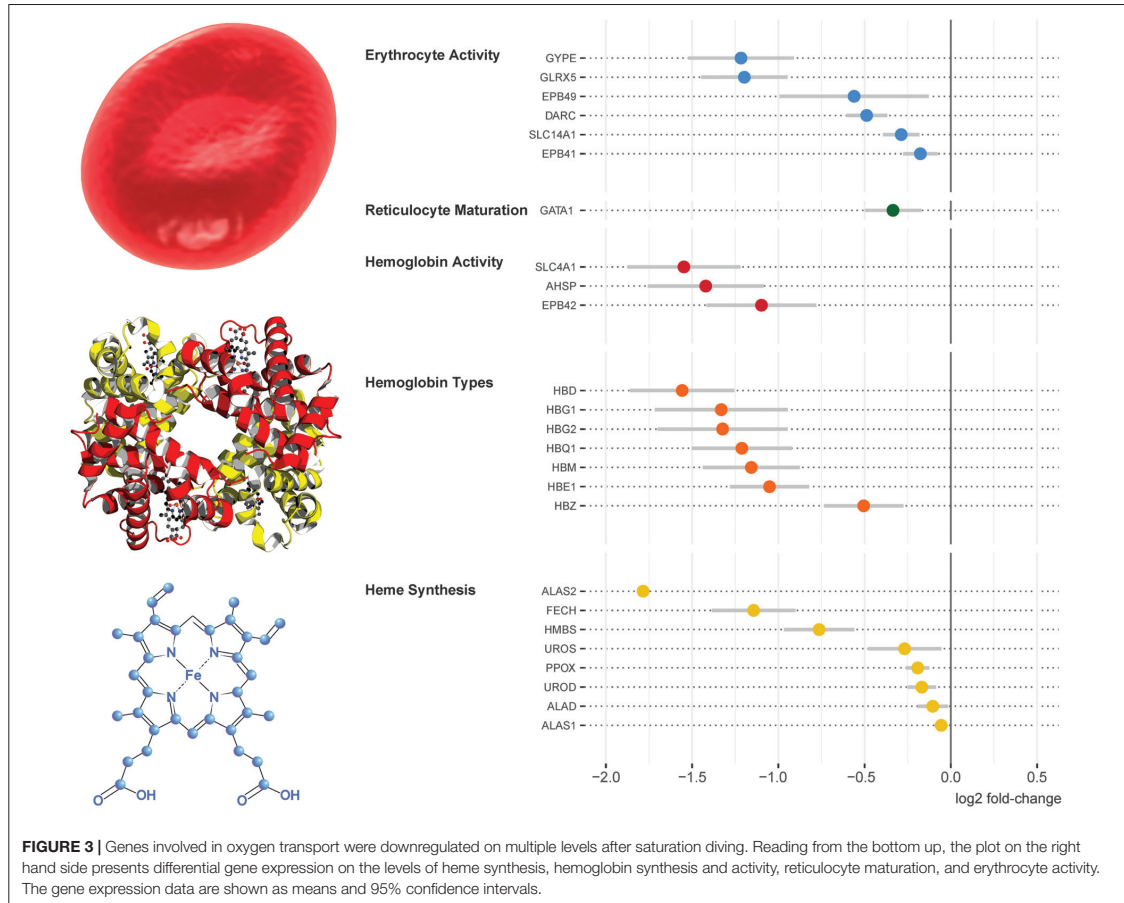 Erythrocyte Activity
GYPE
GLRX5
EPB49
DARC
SLC14A1
EPB41
Reticulocyte Maturation
GATA1
Hemoglobin Activity
SLC4A1
AHSP
EPB42
Hemoglobin Types
HBD
HBG1
HBG2
HBQ1
HBM
HBE1
HBZ
Heme Synthesis
ALAS2
FECH
HMBS
UROS
PPOX
UROD
ALAD
ALAS1
N N
Fe
N N
O OH O OH
−2.0 −1.5 −1.0 −0.5 0.0 0.5
log2 fold-change
FIGURE 3 | Genes involved in oxygen transport were downregulated on multiple levels after saturation diving. Reading from the bottom up, the plot on the right
hand side presents differential gene expression on the levels of heme synthesis, hemoglobin synthesis and activity, reticulocyte maturation, and erythrocyte activity.
The gene expression data are shown as means and 95% confidence intervals.